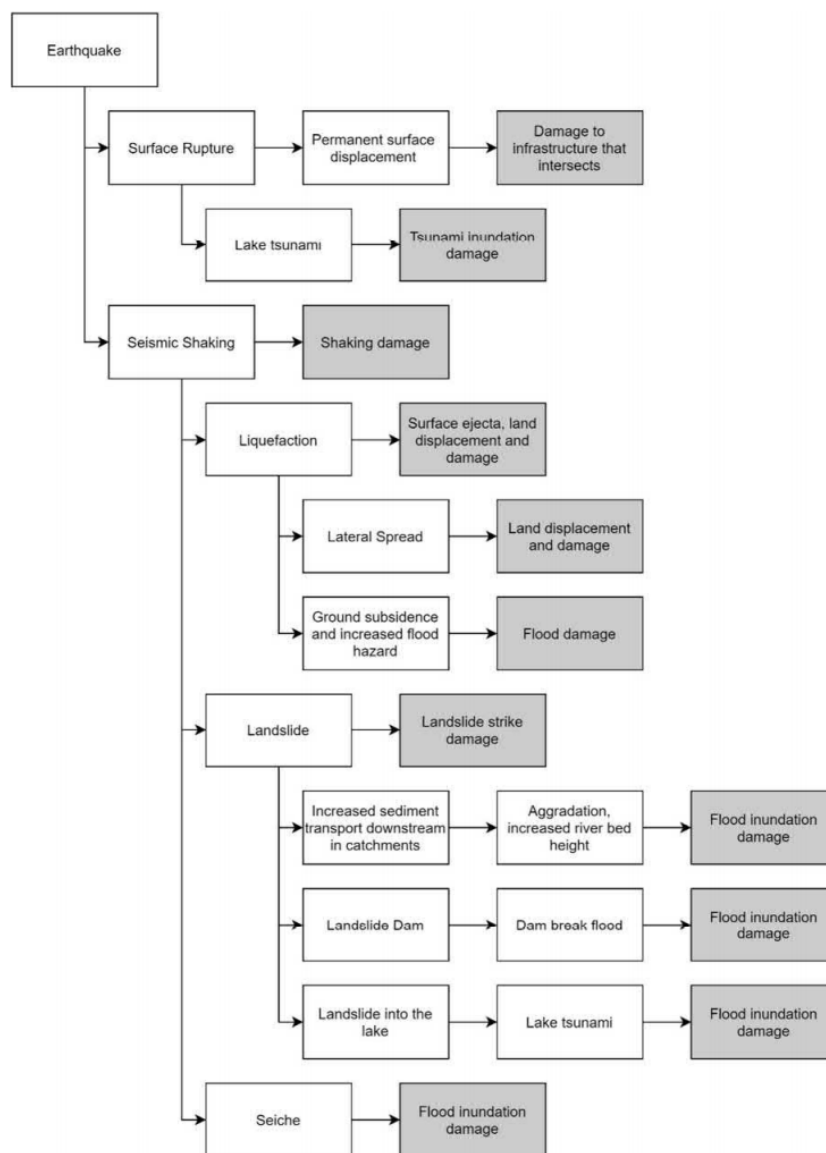 Earthquake
Surface Rupture
Permanent surface
displacement
Damage to
infrastructure that
intersects
Lake tsunami
Tsunami inundation
damage
Seismic Shaking
Shaking damage
Liquefaction
Surface ejecta, land
displacement and
damage
Lateral Spread
Land displacement
and damage
Ground subsidence
and increased flood
hazard
Flood damage
Landslide
Landslide strike
damage
Increased sediment
transport downstream
in catchments
Aggradation,
increased river bed
height
Flood inundation
damage
Landslide Dam
Dam break flood
Flood inundation
damage
Landslide into the
lake
Lake tsunami
Flood inundation
damage
Seiche
Flood inundation
damage